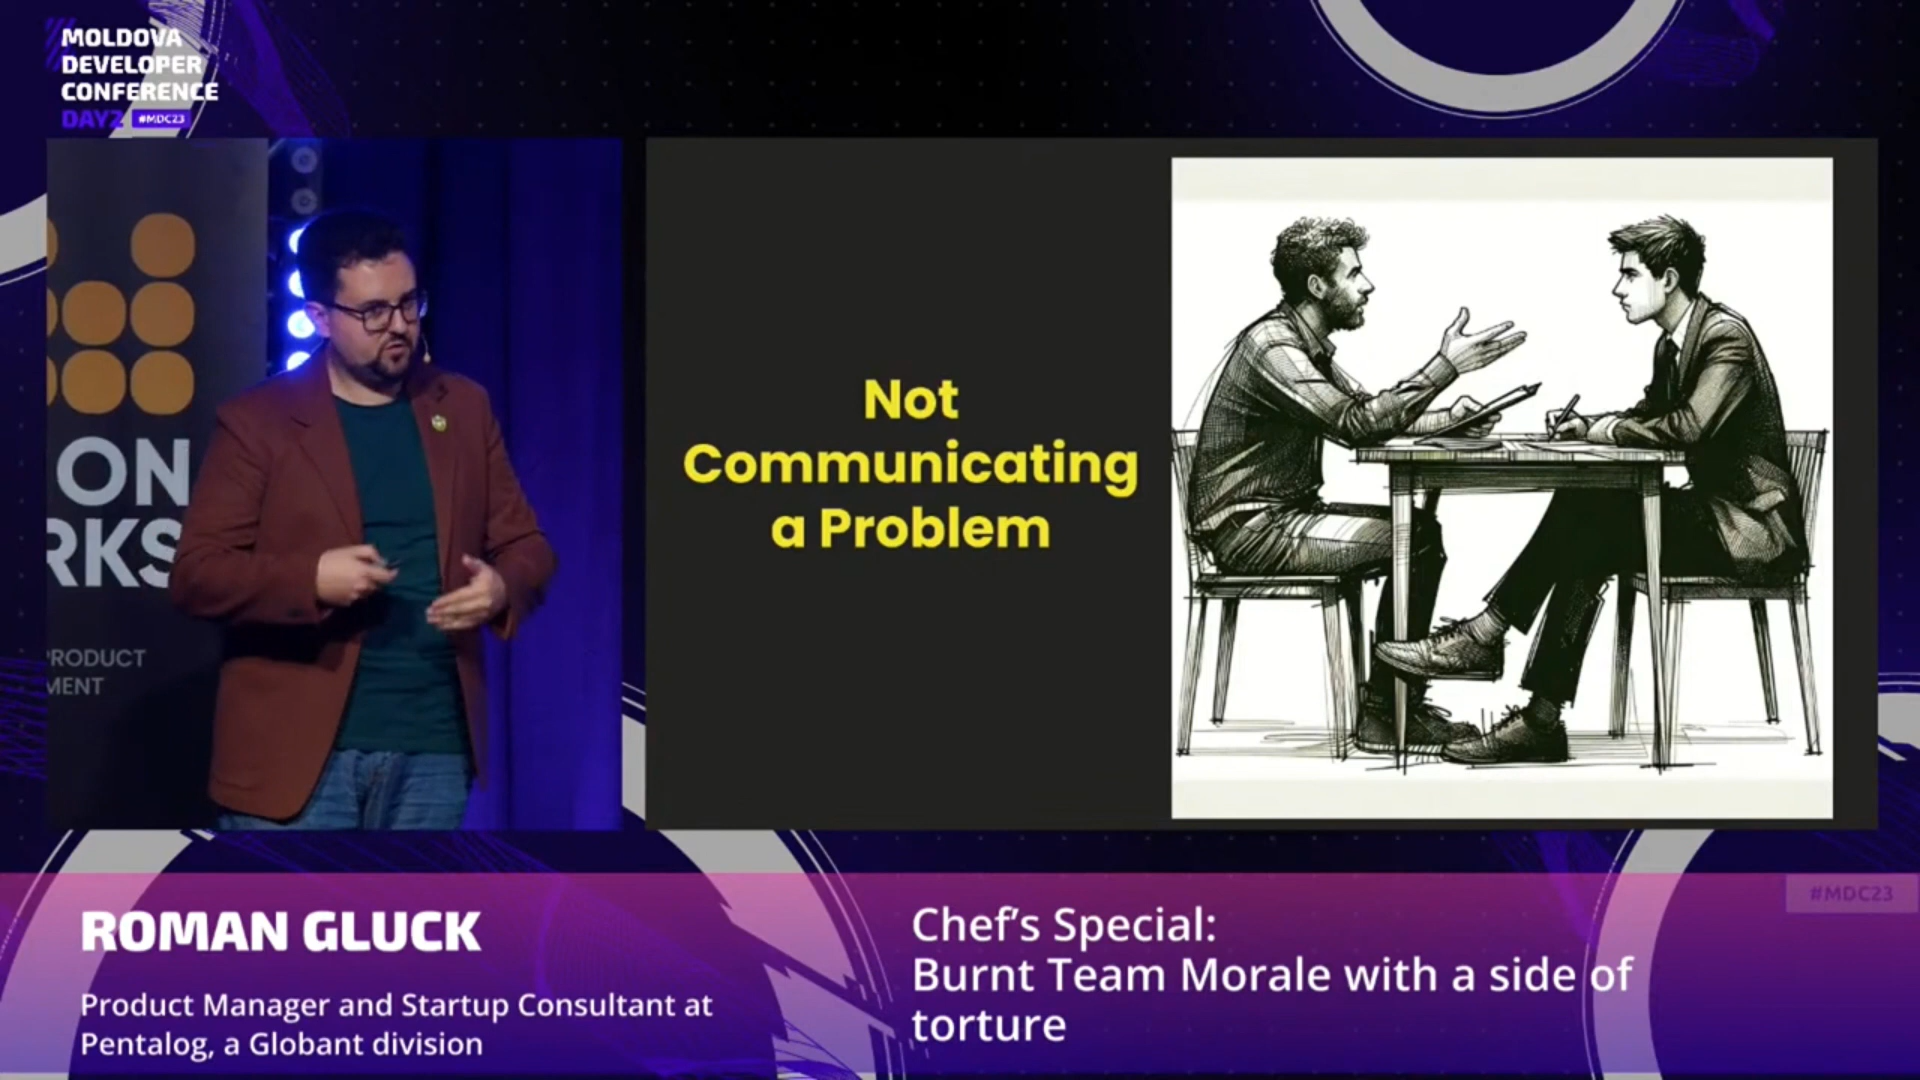 MOLDOVA
DEVELOPER
CONFERENCE
DAY2 #MDC23
ON
RKS
PRODUCT
MENT
Not
Communicating
a Problem
#MDC23
ROMAN GLUCK
Product Manager and Startup Consultant at
Pentalog, a Globant division
Chef's Special:
Burnt Team Morale with a side of
torture